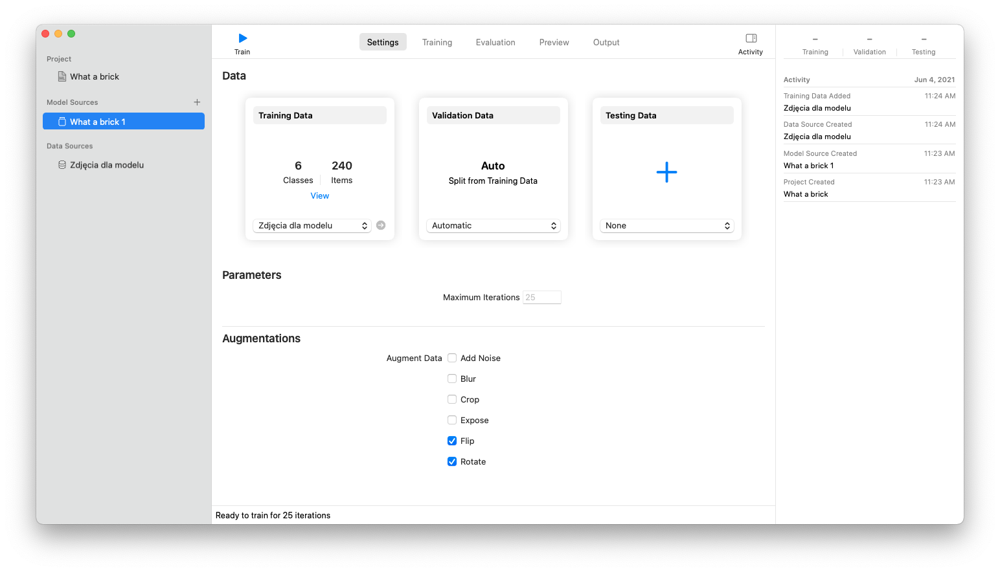 Project
What a brick
Model Sources
What a brick 1
Data Sources
Zdjęcia dla modelu
Train
Settings
Training
Evaluation
Preview
Output
Activity
Data
Training Data
6
Classes
240
Items
View
Zdjęcia dla modelu
Validation Data
Auto
Split from Training Data
Automatic
Testing Data
None
Parameters
Maximum Iterations 25
Augmentations
Augment Data
Add Noise
Blur
Crop
Expose
Flip
Rotate
Ready to train for 25 iterations
–
Training
–
Validation
–
Testing
Activity Jun 4, 2021
Training Data Added 11:24 AM
Zdjęcia dla modelu
Data Source Created 11:24 AM
Zdjęcia dla modelu
Model Source Created 11:23 AM
What a brick 1
Project Created 11:23 AM
What a brick